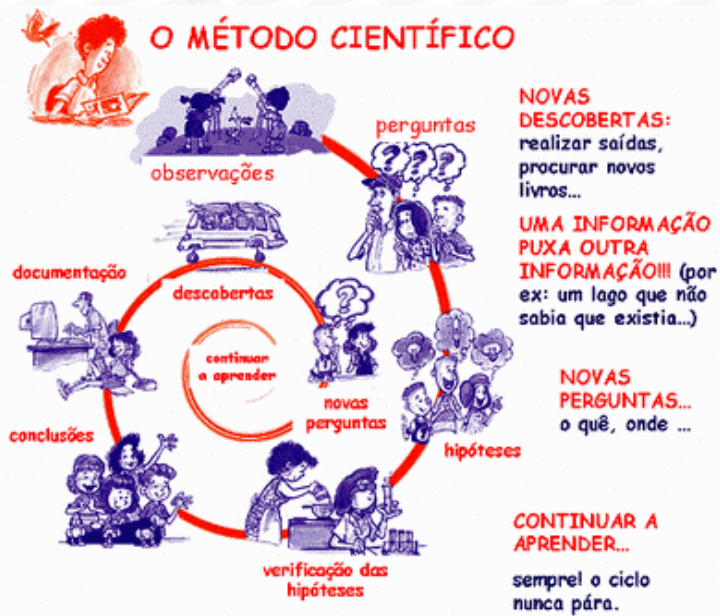 O MÉTODO CIENTÍFICO
observações
perguntas
hipóteses
verificação das
hipóteses
conclusões
documentação
descobertas
novas
perguntas
continuar
a aprender
NOVAS
DESCOBERTAS:
realizar saídas,
procurar novos
livros...
UMA INFORMAÇÃO
PUXA OUTRA
INFORMAÇÃO!!! (por
ex: um lago que não
sabia que existia...)
NOVAS
PERGUNTAS...
o quê, onde ...
CONTINUAR A
APRENDER...
sempre! o ciclo
nunca pára.